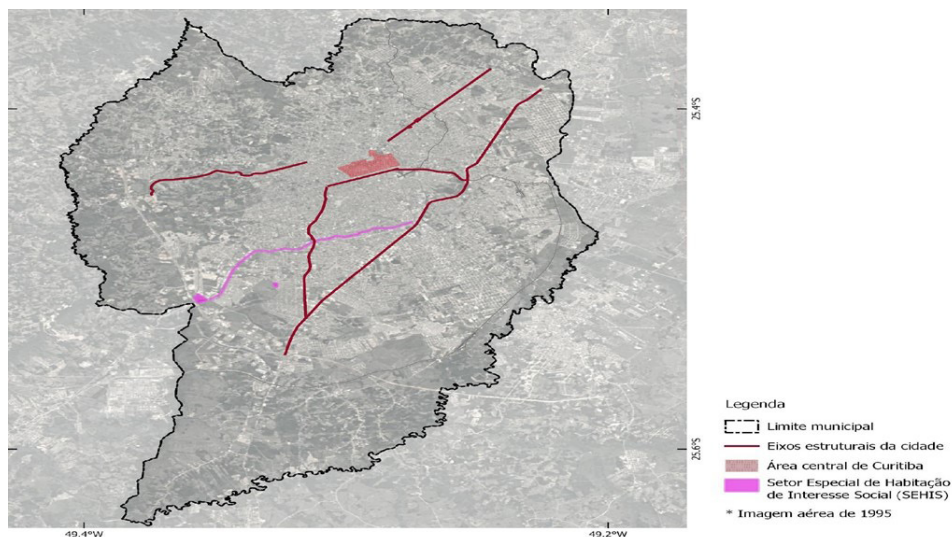 25.4°S
25.6°S
49.4°W
49.2°W
Legenda
Limite municipal
Eixos estruturais da cidade
Área central de Curitiba
Setor Especial de Habitação
de Interesse Social (SEHIS)
* Imagem aérea de 1995